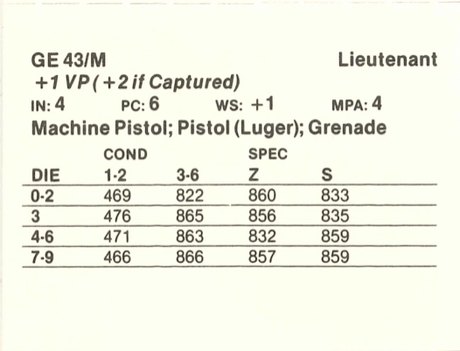 GE 43/M Lieutenant
+1 VP (+2 if Captured)
IN: 4 PC: 6 WS: +1 MPA: 4
Machine Pistol; Pistol (Luger); Grenade
COND SPEC
DIE 1-2 3-6 Z S
0-2 469 822 860 833
3 476 865 856 835
4-6 471 863 832 859
7-9 466 866 857 859